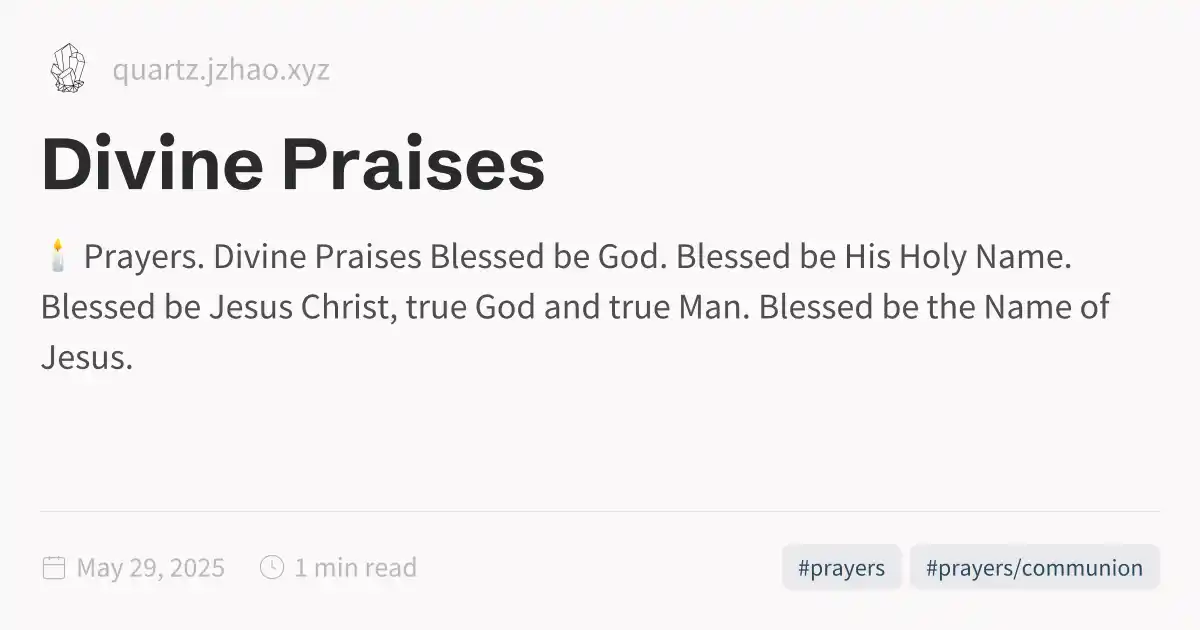 quartz.jzhao.xyz
Divine Praises
🕯️ Prayers. Divine Praises Blessed be God. Blessed be His Holy Name.
Blessed be Jesus Christ, true God and true Man. Blessed be the Name of
Jesus.
May 29, 2025 1 min read #prayers #prayers/communion